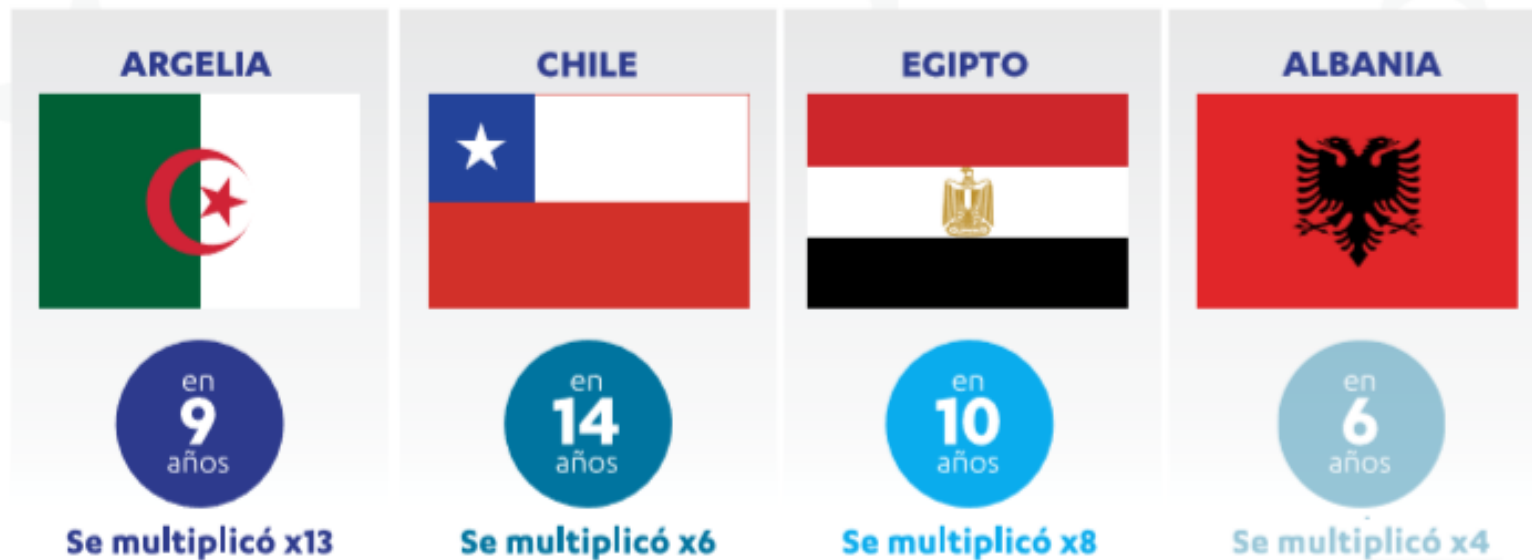 ARGELIA
en
9
años
Se multiplicó x13
CHILE
en
14
años
Se multiplicó x6
EGIPTO
en
10
años
Se multiplicó x8
ALBANIA
en
6
años
Se multiplicó x4